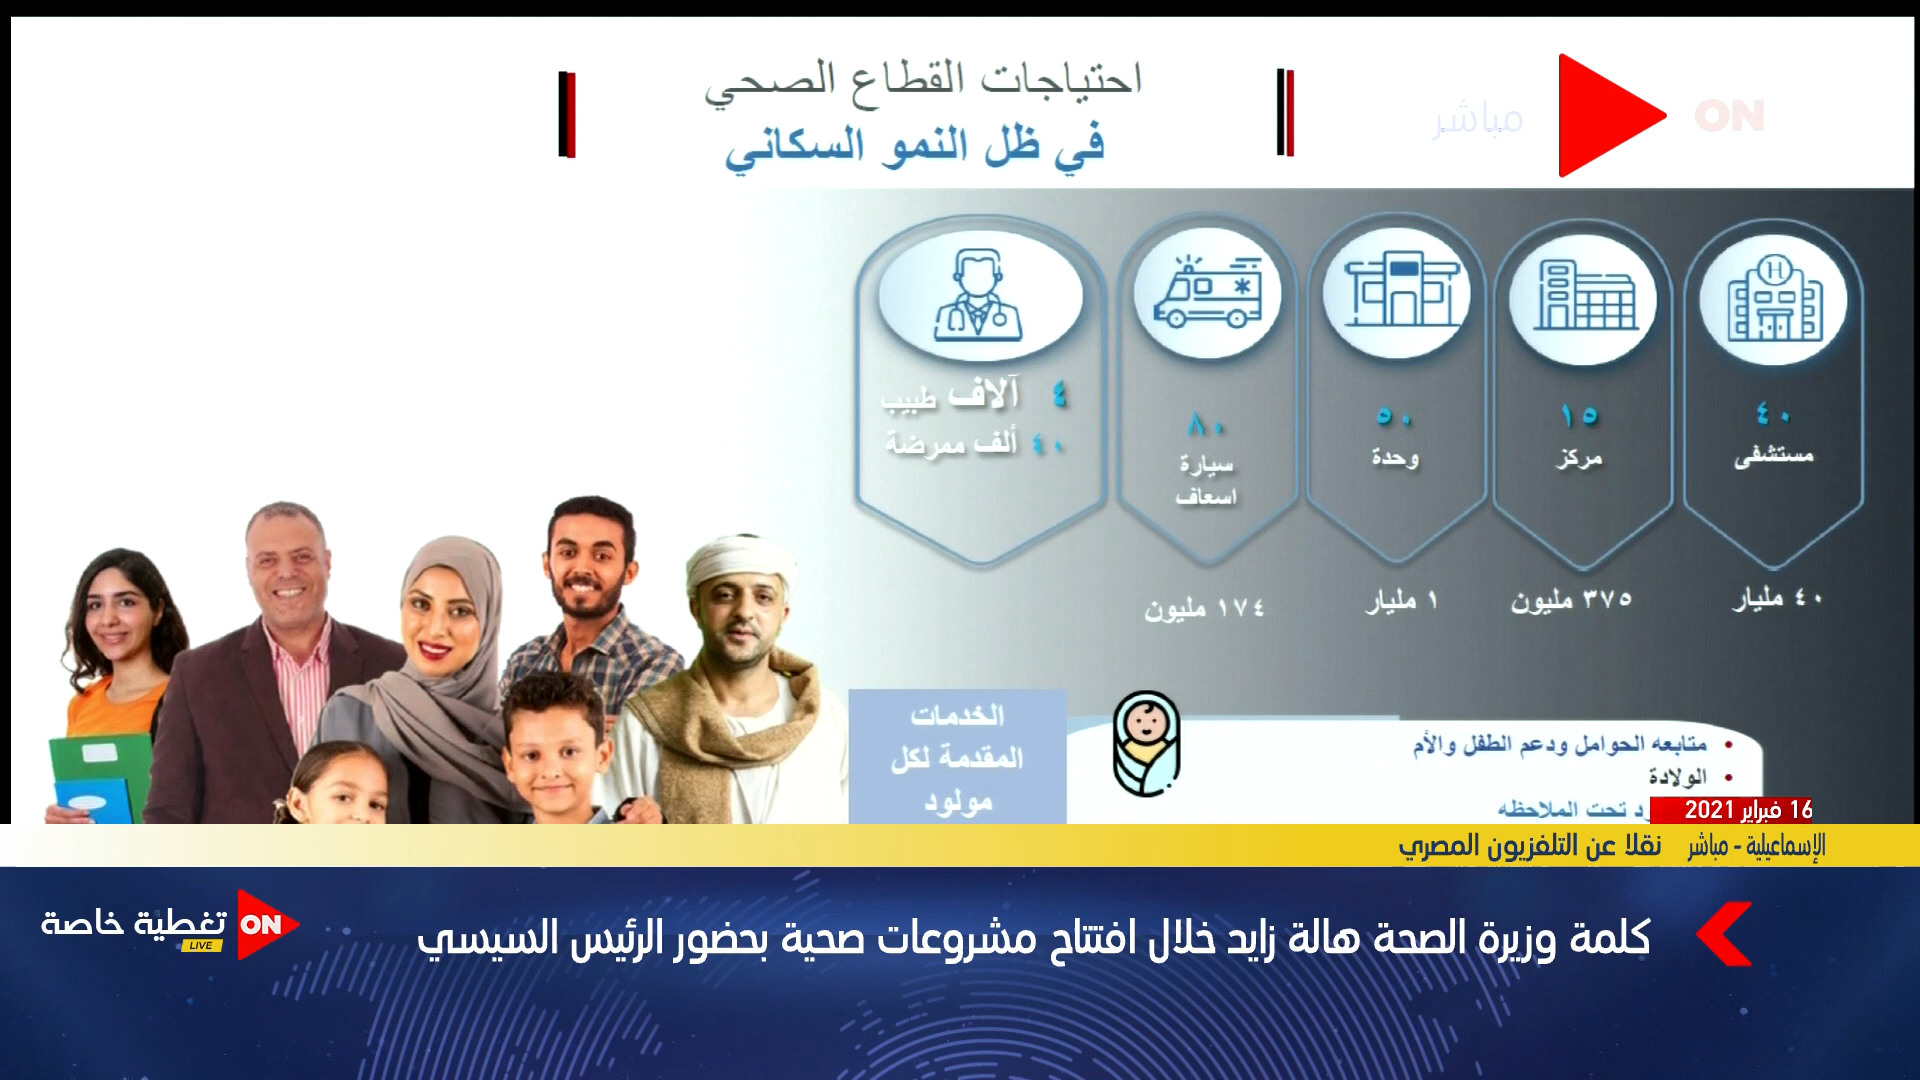 احتياجات القطاع الصحي
في ظل النمو السكاني
ON
مباشر
٤٠
مستشفى
٤٠ مليار
١٥
مركز
٣٧٥ مليون
٥٠
وحدة
١ مليار
٨٠
سيارة
اسعاف
١٧٤ مليون
٤ آلاف طبيب
٤٠ ألف ممرضة
H
• متابعه الحوامل ودعم الطفل والأم
• الولادة
تحت الملاحظه
الخدمات
المقدمة لكل
مولود
16 فبراير 2021
الإسماعيلية - مباشر نقلا عن التلفزيون المصري
كلمة وزيرة الصحة هالة زايد خلال افتتاح مشروعات صحية بحضور الرئيس السيسي
ON تغطية خاصة
LIVE